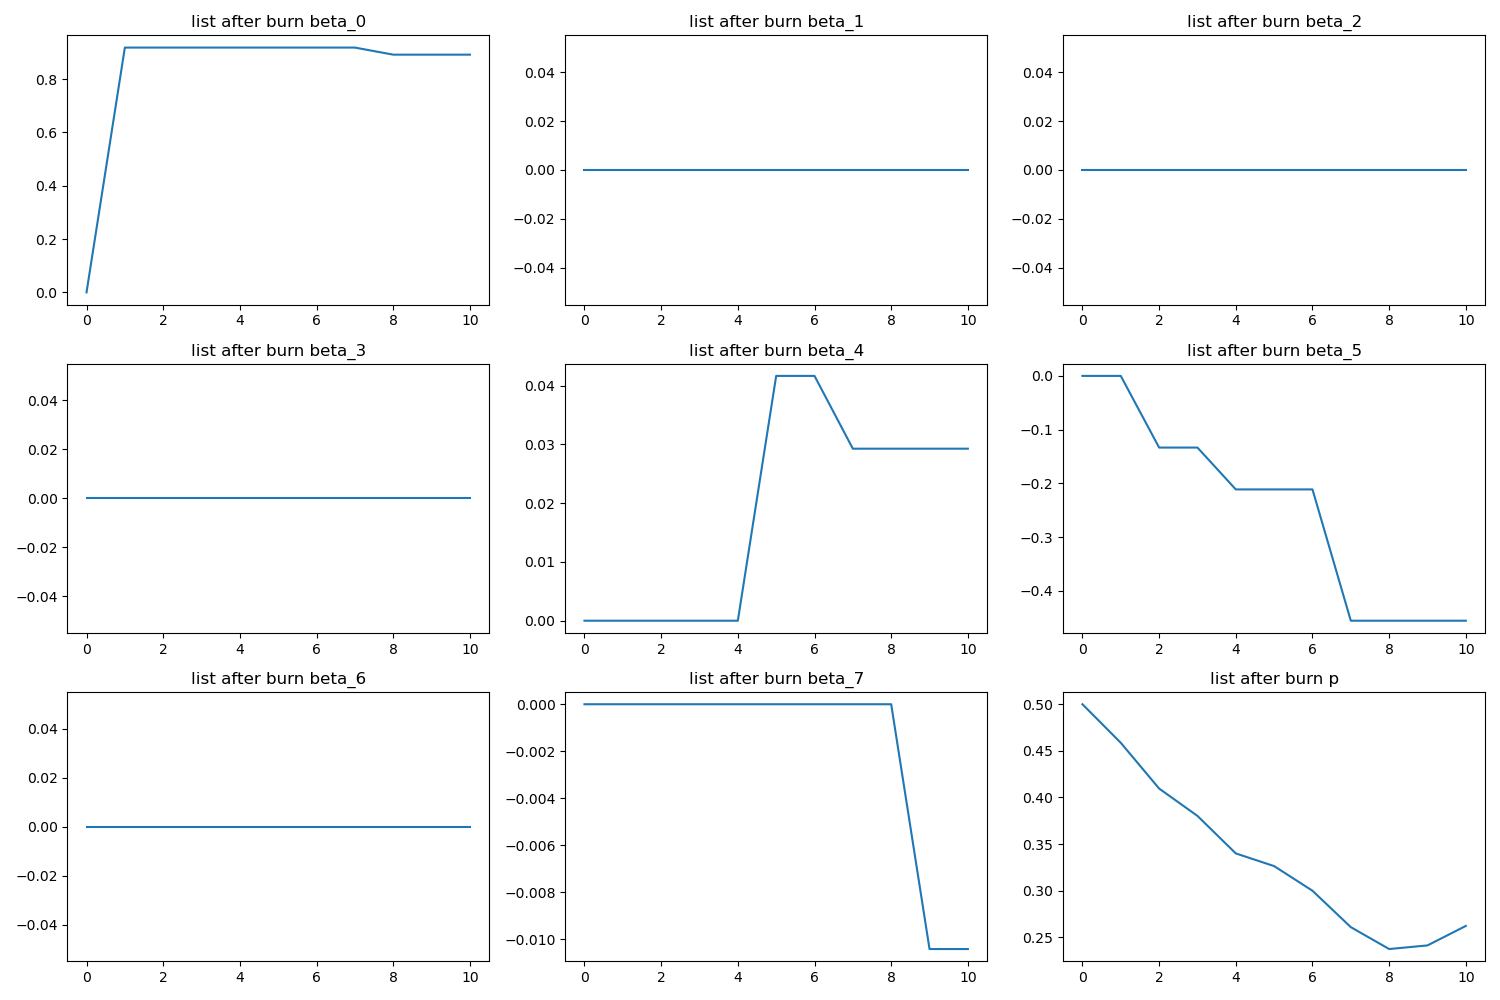 list after burn beta_0
0.8
0.6
0.4
0.2
0.0
0 2 4 6 8 10
list after burn beta_1
0.04
0.02
0.00
−0.02
−0.04
0 2 4 6 8 10
list after burn beta_2
0.04
0.02
0.00
−0.02
−0.04
0 2 4 6 8 10
list after burn beta_3
0.04
0.02
0.00
−0.02
−0.04
0 2 4 6 8 10
list after burn beta_4
0.04
0.03
0.02
0.01
0.00
0 2 4 6 8 10
list after burn beta_5
0.0
−0.1
−0.2
−0.3
−0.4
0 2 4 6 8 10
list after burn beta_6
0.04
0.02
0.00
−0.02
−0.04
0 2 4 6 8 10
list after burn beta_7
0.000
−0.002
−0.004
−0.006
−0.008
−0.010
0 2 4 6 8 10
list after burn p
0.50
0.45
0.40
0.35
0.30
0.25
0 2 4 6 8 10